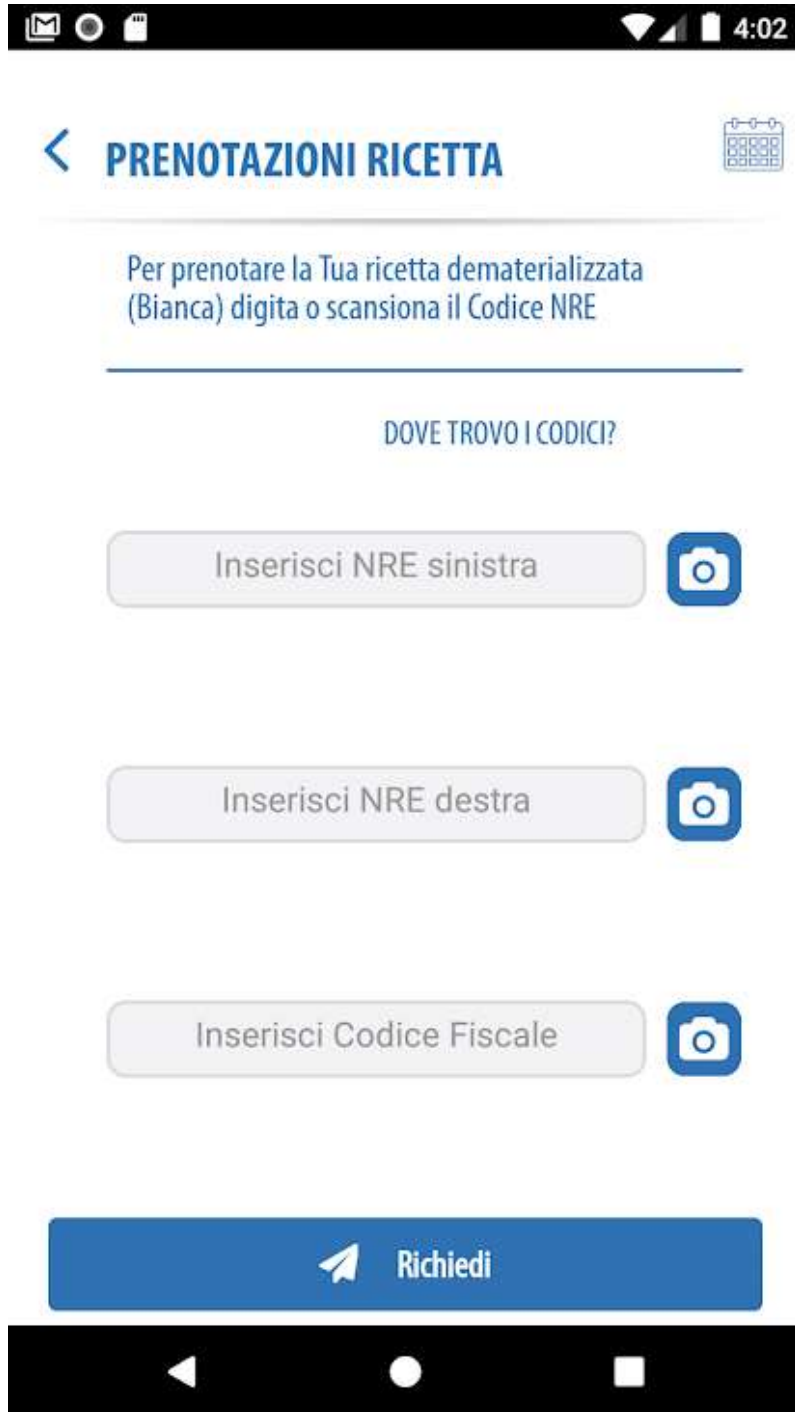 4:02
PRENOTAZIONI RICETTA
Per prenotare la Tua ricetta dematerializzata
(Bianca) digita o scansiona il Codice NRE
DOVE TROVO I CODICI?
Inserisci NRE sinistra
Inserisci NRE destra
Inserisci Codice Fiscale
Richiedi